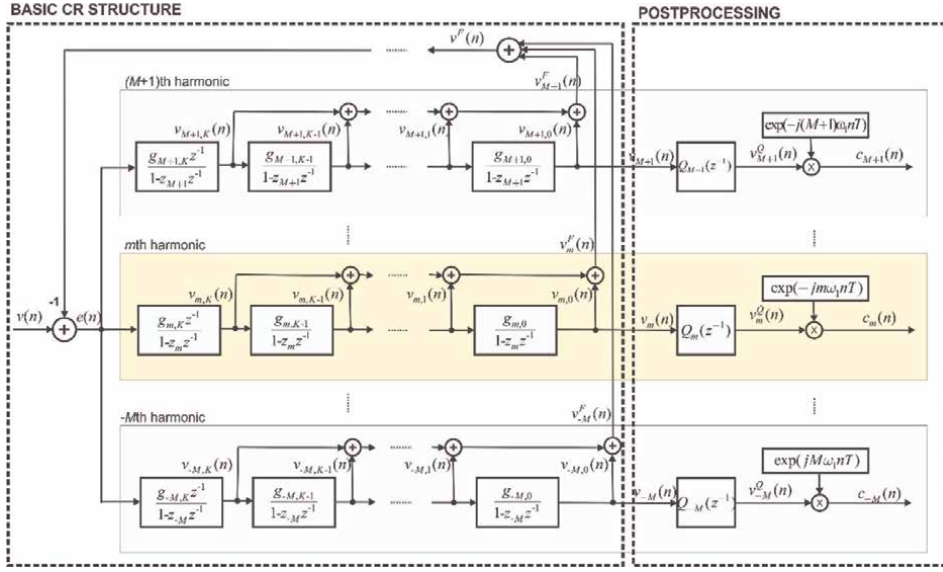 BASIC CR STRUCTURE
POSTPROCESSING
v^F(n)
(M+1)th harmonic
v^F_{M-1}(n)
v_{M+1,K}(n) v_{M+1,K-1}(n) v_{M+1,1}(n) v_{M+1,0}(n)
g_{M+1,K}z^{-1} / 1-z_{M+1}z^{-1}
g_{M-1,K-1} / 1-z_{M+1}z^{-1}
g_{M+1,0} / 1-z_{M+1}z^{-1}
v_{M+1}(n)
Q_{M-1}(z^{-1})
exp(-j(M+1)ω_1nT)
v^Q_{M+1}(n)
x
c_{M+1}(n)
mth harmonic
v^F_m(n)
v_{m,K}(n) v_{m,K-1}(n) v_{m,1}(n) v_{m,0}(n)
-1
v(n)
e(n)
g_{m,K}z^{-1} / 1-z_mz^{-1}
g_{m,K-1} / 1-z_mz^{-1}
g_{m,0} / 1-z_mz^{-1}
v_m(n)
Q_m(z^{-1})
exp(-jmω_1nT)
v^Q_m(n)
x
c_m(n)
-Mth harmonic
v^F_{-M}(n)
v_{-M,K}(n) v_{-M,K-1}(n) v_{-M,1}(n) v_{-M,0}(n)
g_{-M,K}z^{-1} / 1-z_{-M}z^{-1}
g_{-M,K-1} / 1-z_{-M}z^{-1}
g_{-M,0} / 1-z_{-M}z^{-1}
v_{-M}(n)
Q_{-M}(z^{-1})
exp(jMω_1nT)
v^Q_{-M}(n)
x
c_{-M}(n)